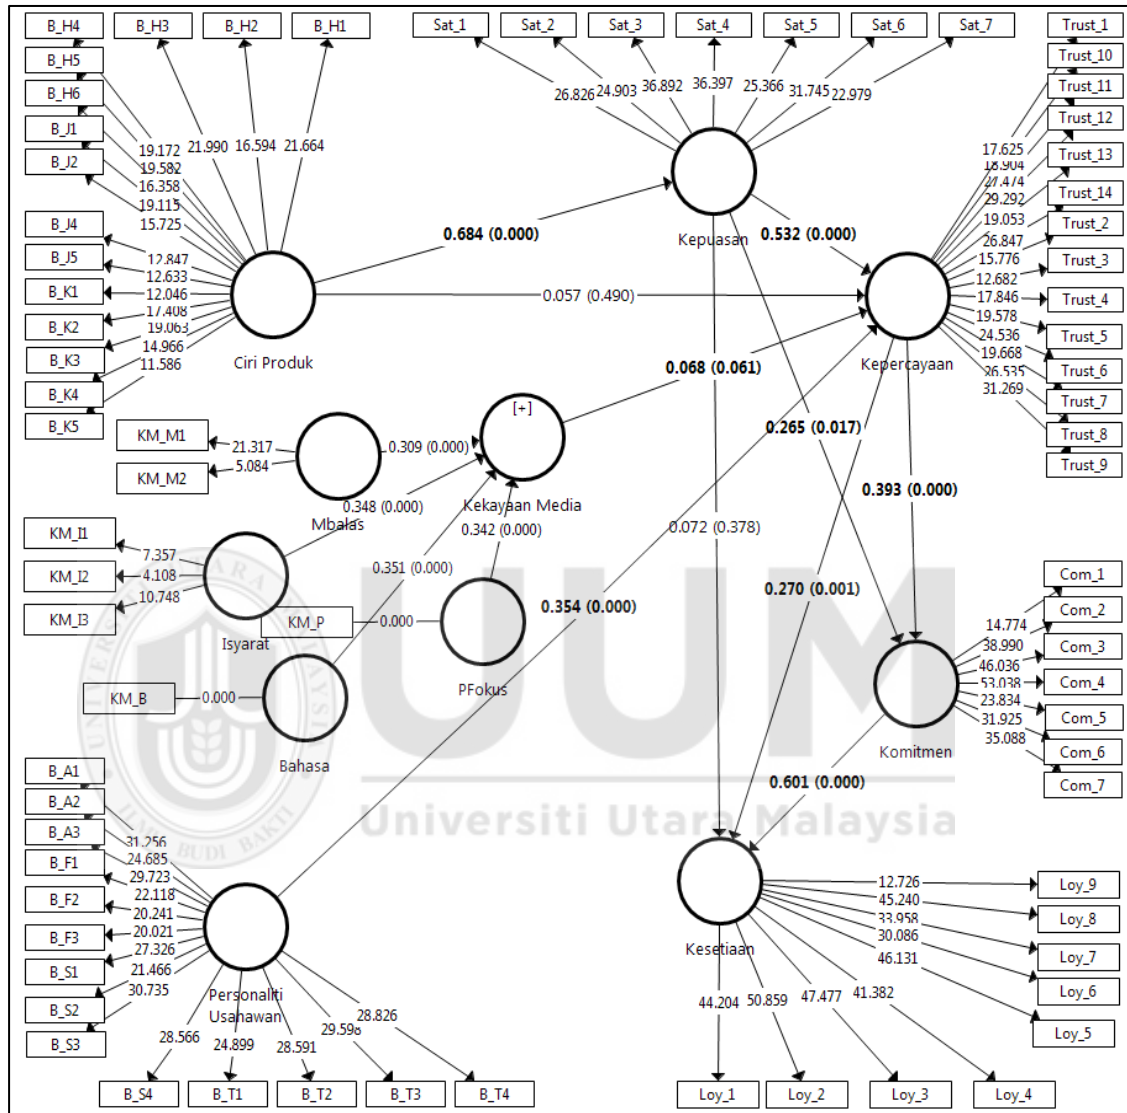 B_H4
B_H3
B_H2
B_H1
Sat_1
Sat_2
Sat_3
Sat_4
Sat_5
Sat_6
Sat_7
Trust_1
B_H5
B_H6
B_J1
B_J2
Trust_10
Trust_11
Trust_12
Trust_13
Trust_14
Trust_2
Trust_3
Trust_4
Trust_5
Trust_6
Trust_7
Trust_8
Trust_9
26.826
24.903
36.892
36.397
25.366
31.745
22.979
21.990
16.594
21.664
19.172
19.582
16.358
19.115
15.725
17.625
18.904
27.474
29.292
19.053
26.847
15.776
12.682
17.846
19.578
24.536
19.668
26.535
31.269
B_J4
B_J5
B_K1
B_K2
B_K3
B_K4
B_K5
12.847
12.633
12.046
17.408
19.063
14.966
11.586
Ciri Produk
0.684 (0.000)
Kepuasan
0.532 (0.000)
0.057 (0.490)
Kepercayaan
0.068 (0.061)
[+]
Kekayaan Media
KM_M1
KM_M2
21.317
5.084
Mbalas
0.309 (0.000)
0.348 (0.000)
0.342 (0.000)
0.351 (0.000)
0.265 (0.017)
0.393 (0.000)
0.072 (0.378)
0.270 (0.001)
0.354 (0.000)
KM_I1
KM_I2
KM_I3
7.357
4.108
10.748
Isyarat
KM_P
0.000
PFokus
KM_B
0.000
Bahasa
Com_1
Com_2
Com_3
Com_4
Com_5
Com_6
Com_7
14.774
38.990
46.036
53.038
23.834
31.925
35.088
Komitmen
0.601 (0.000)
UUM
Universiti Utara Malaysia
UNIVERSITI UTARA MALAYSIA
BUDI BAKTI
B_A1
B_A2
B_A3
B_F1
B_F2
B_F3
B_S1
B_S2
B_S3
31.256
24.685
29.723
22.118
20.241
20.021
27.326
21.466
30.735
Personaliti
Usahawan
28.566
24.899
28.591
29.598
28.826
B_S4
B_T1
B_T2
B_T3
B_T4
Kesetiaan
12.726
45.240
33.958
30.086
46.131
Loy_9
Loy_8
Loy_7
Loy_6
Loy_5
44.204
50.859
47.477
41.382
Loy_1
Loy_2
Loy_3
Loy_4